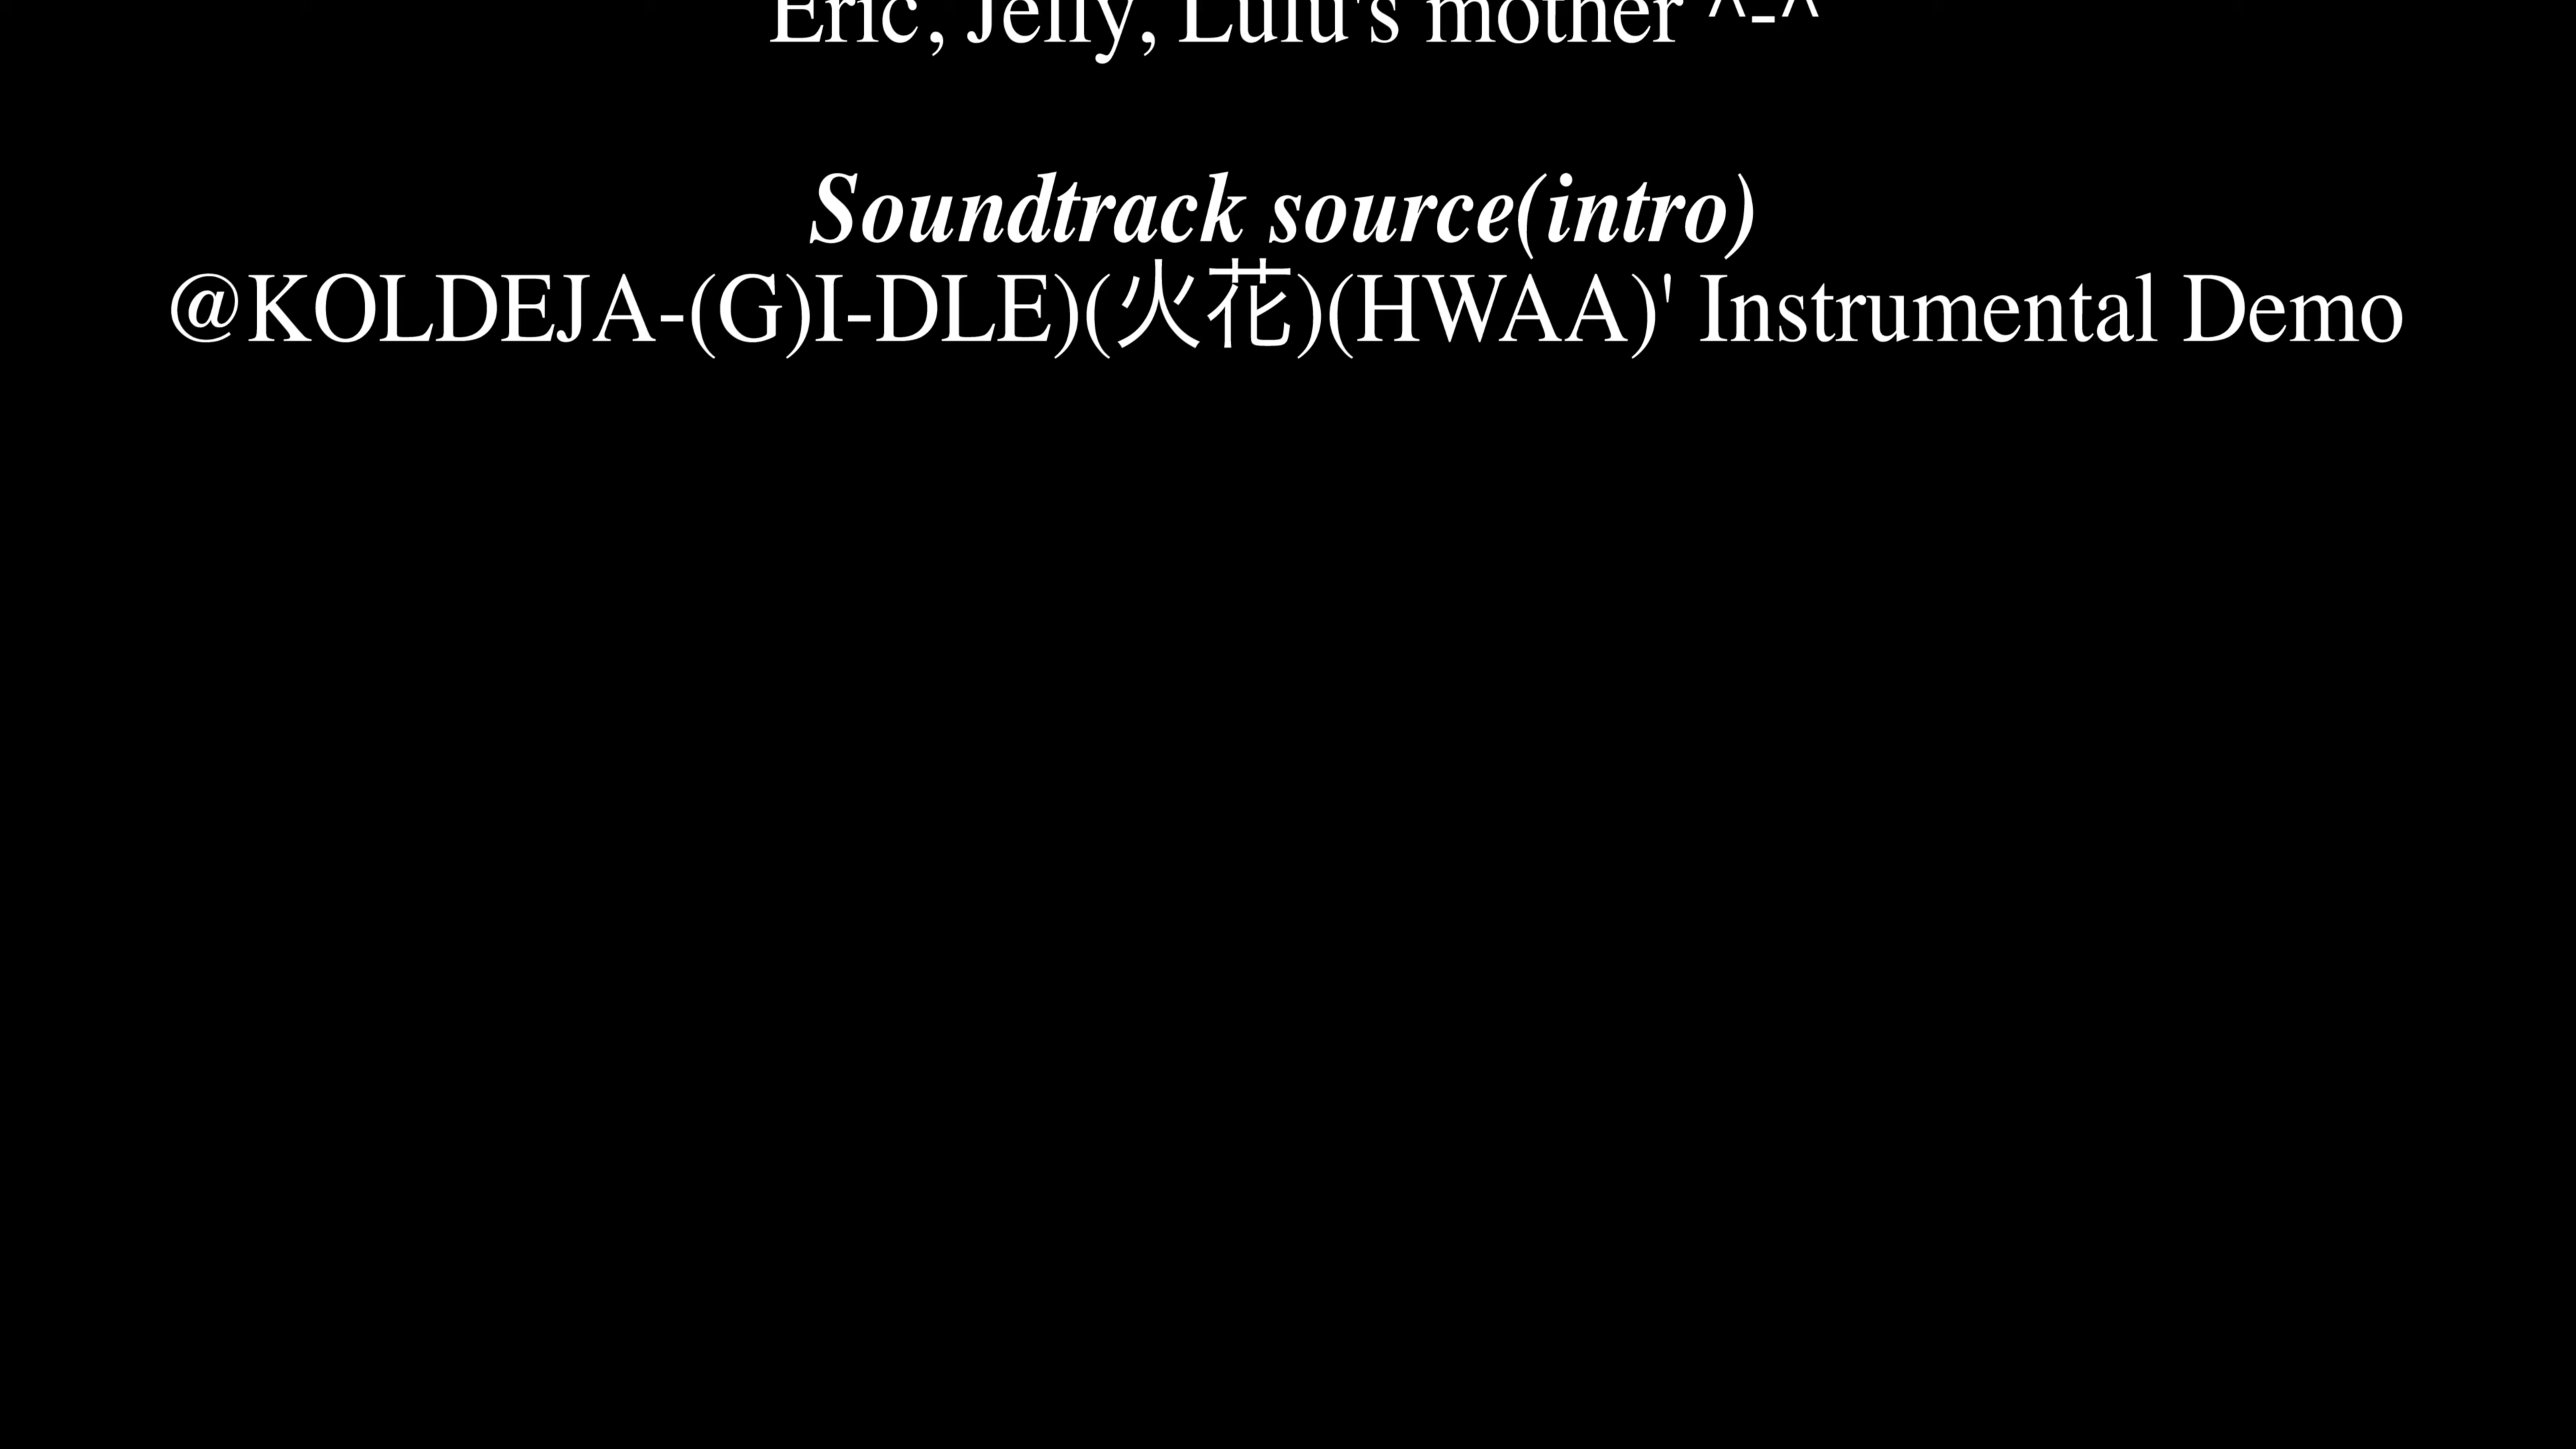 Eric, Jelly, Lulu's mother ^-^
Soundtrack source(intro)
@KOLDEJA-(G)I-DLE)(火花)(HWAA)' Instrumental Demo